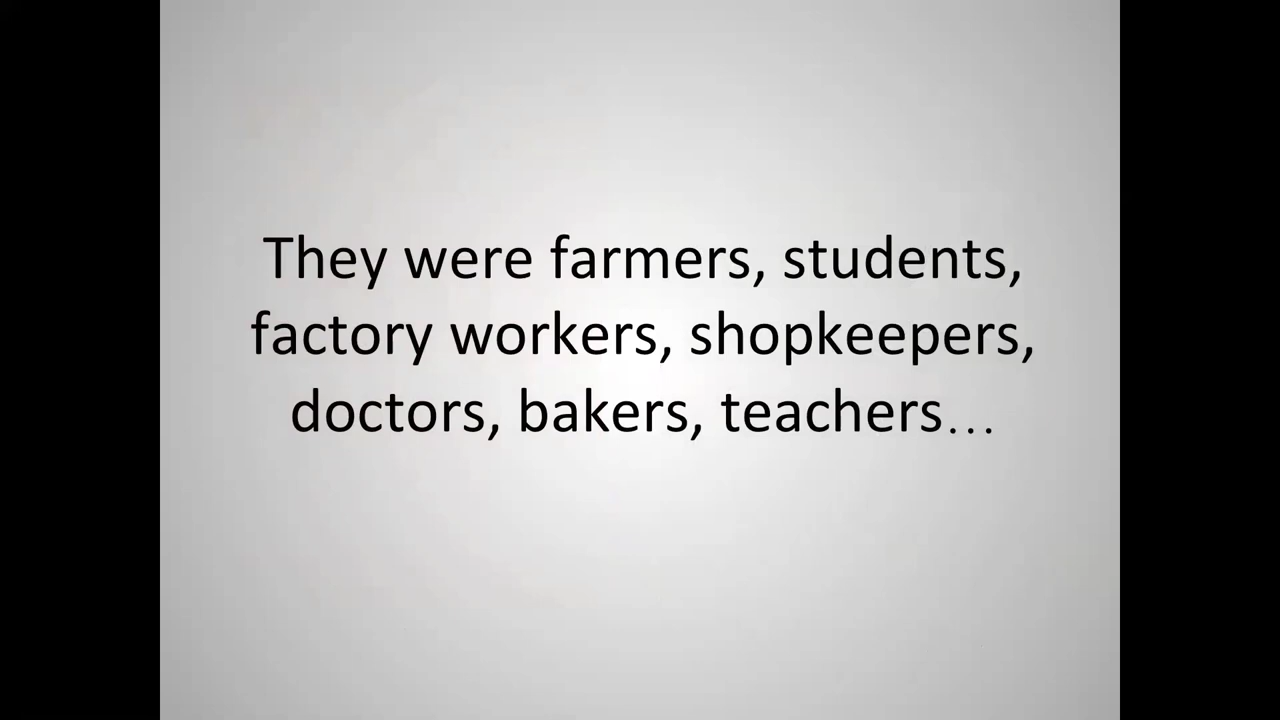 They were farmers, students,
factory workers, shopkeepers,
doctors, bakers, teachers…